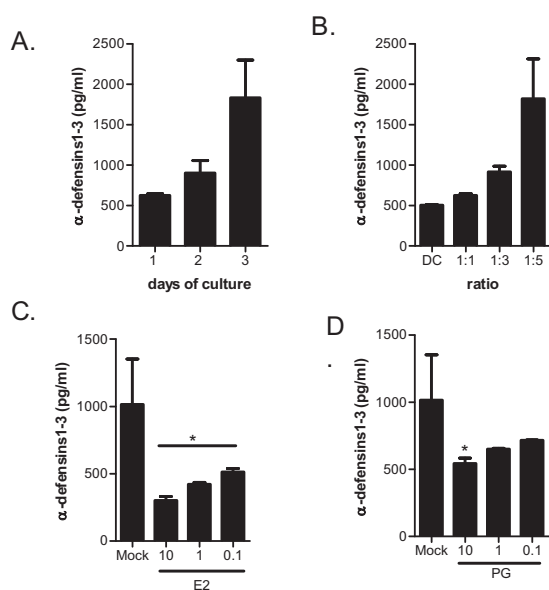 A.
α-defensins1-3 (pg/ml)
2500
2000
1500
1000
500
0
1 2 3
days of culture
B.
α-defensins1-3 (pg/ml)
2500
2000
1500
1000
500
0
DC 1:1 1:3 1:5
ratio
C.
α-defensins1-3 (pg/ml)
1500
1000
500
0
*
Mock 10 1 0.1
E2
D
.
α-defensins1-3 (pg/ml)
1500
1000
500
0
*
Mock 10 1 0.1
PG